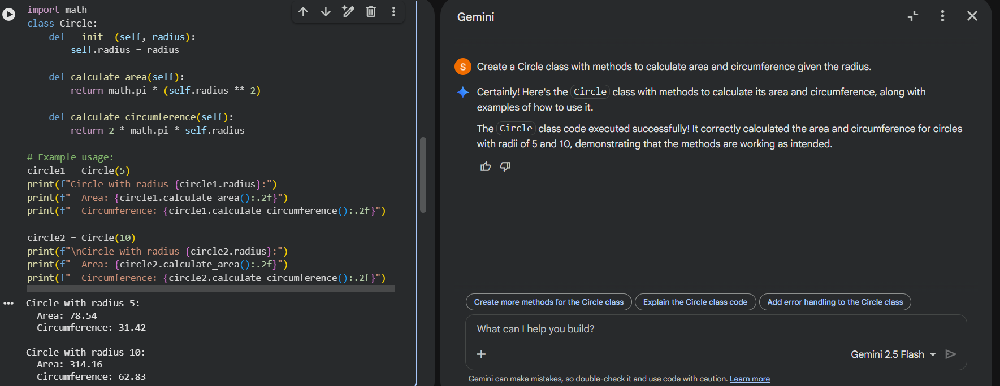 import math
class Circle:
    def __init__(self, radius):
        self.radius = radius

    def calculate_area(self):
        return math.pi * (self.radius ** 2)

    def calculate_circumference(self):
        return 2 * math.pi * self.radius

# Example usage:
circle1 = Circle(5)
print(f"Circle with radius {circle1.radius}:")
print(f"  Area: {circle1.calculate_area():.2f}")
print(f"  Circumference: {circle1.calculate_circumference():.2f}")

circle2 = Circle(10)
print(f"\nCircle with radius {circle2.radius}:")
print(f"  Area: {circle2.calculate_area():.2f}")
print(f"  Circumference: {circle2.calculate_circumference():.2f}")
Circle with radius 5:
  Area: 78.54
  Circumference: 31.42

Circle with radius 10:
  Area: 314.16
  Circumference: 62.83
Gemini
S
Create a Circle class with methods to calculate area and circumference given the radius.
Certainly! Here's the Circle class with methods to calculate its area and circumference, along with
examples of how to use it.
The Circle class code executed successfully! It correctly calculated the area and circumference for circles
with radii of 5 and 10, demonstrating that the methods are working as intended.
Create more methods for the Circle class
Explain the Circle class code
Add error handling to the Circle class
What can I help you build?
Gemini 2.5 Flash
Gemini can make mistakes, so double-check it and use code with caution. Learn more